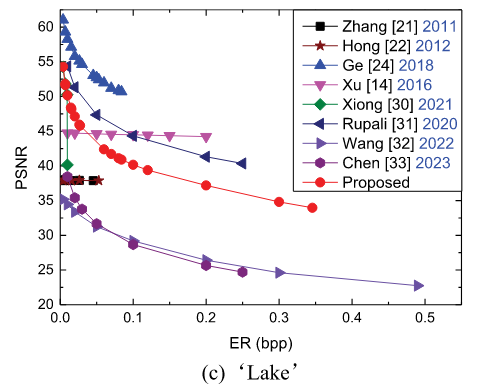 60
55
50
45
40
35
30
25
20
PSNR
0.0 0.1 0.2 0.3 0.4 0.5
ER (bpp)
Zhang [21] 2011
Hong [22] 2012
Ge [24] 2018
Xu [14] 2016
Xiong [30] 2021
Rupali [31] 2020
Wang [32] 2022
Chen [33] 2023
Proposed
(c) ‘Lake’